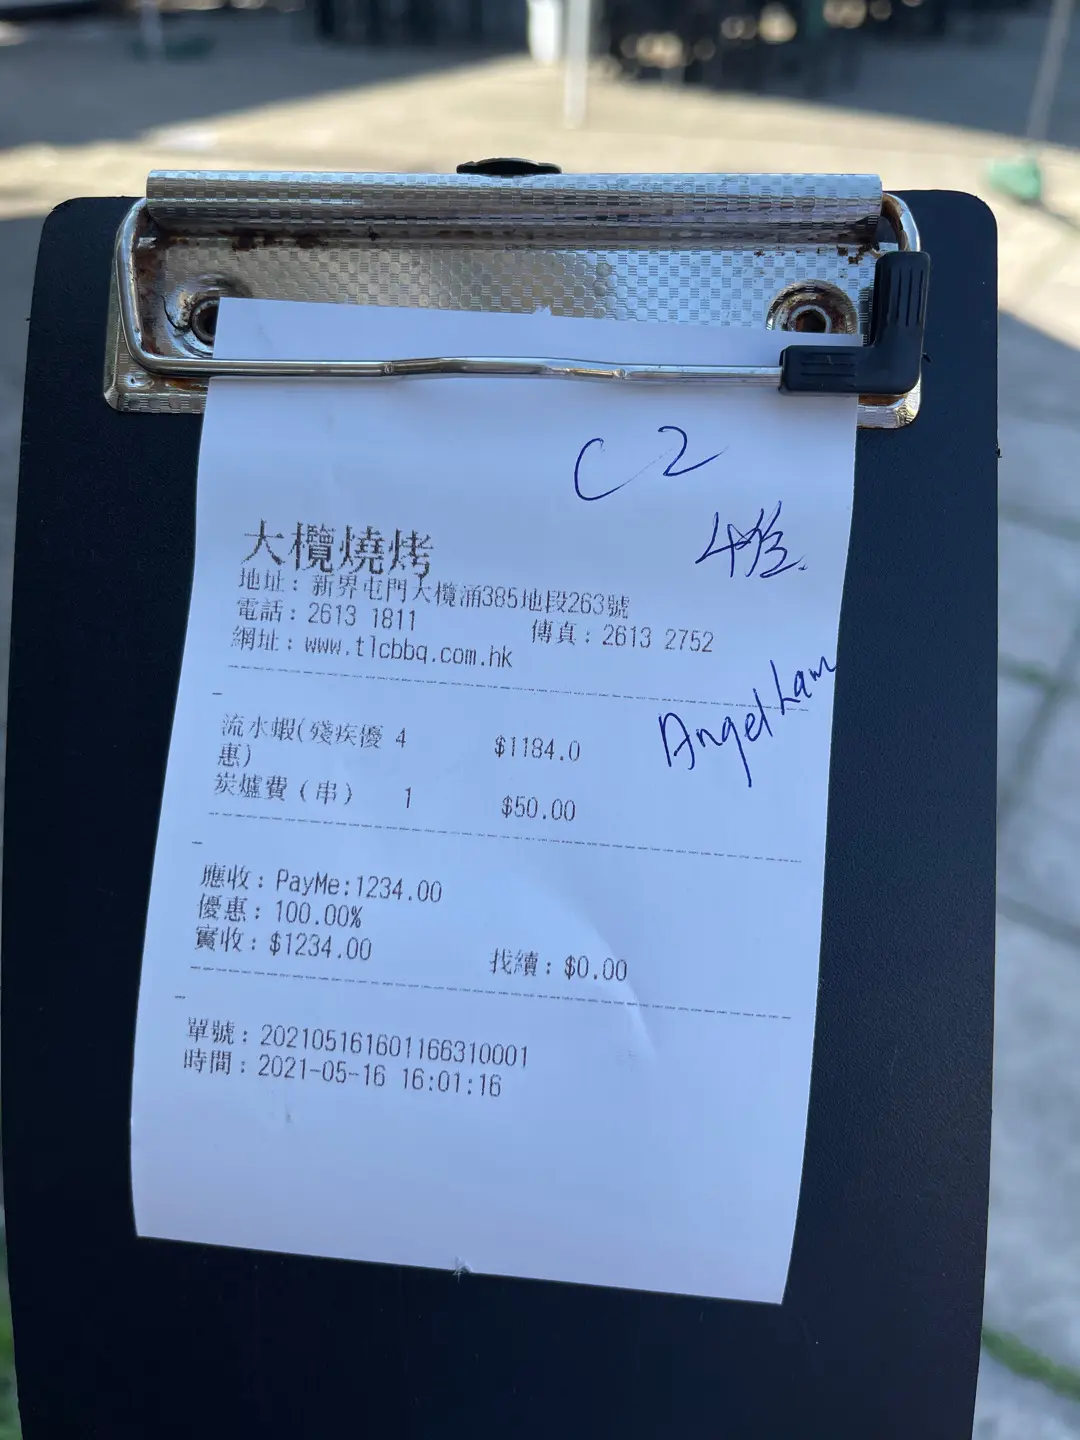 C2
4位
大欖燒烤
地址：新界屯門大欖涌385地段263號
電話：2613 1811 傳真：2613 2752
網址：www.tlcbbq.com.hk
Angel Lam
流水蝦(殘疾優 4 $1184.0
惠)
炭爐費（串） 1 $50.00
應收：PayMe:1234.00
優惠：100.00%
實收：$1234.00 找續：$0.00
單號：202105161601166310001
時間：2021-05-16 16:01:16